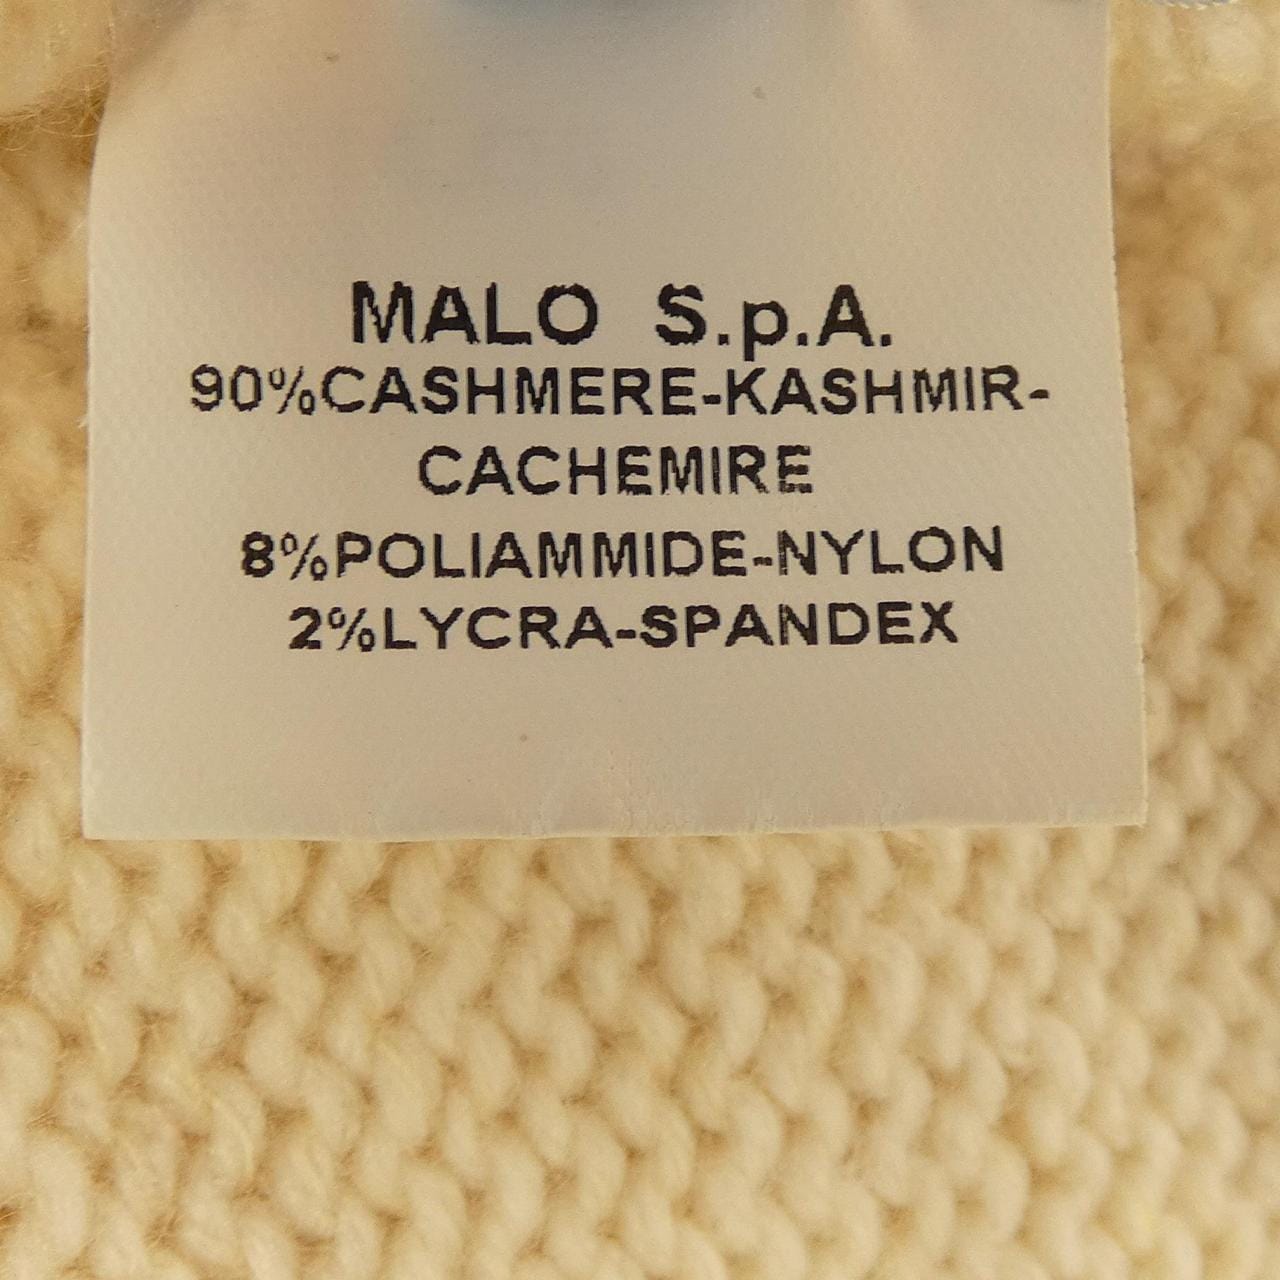 MALO S.p.A.
90%CASHMERE-KASHMIR-
CACHEMIRE
8%POLIAMMIDE-NYLON
2%LYCRA-SPANDEX